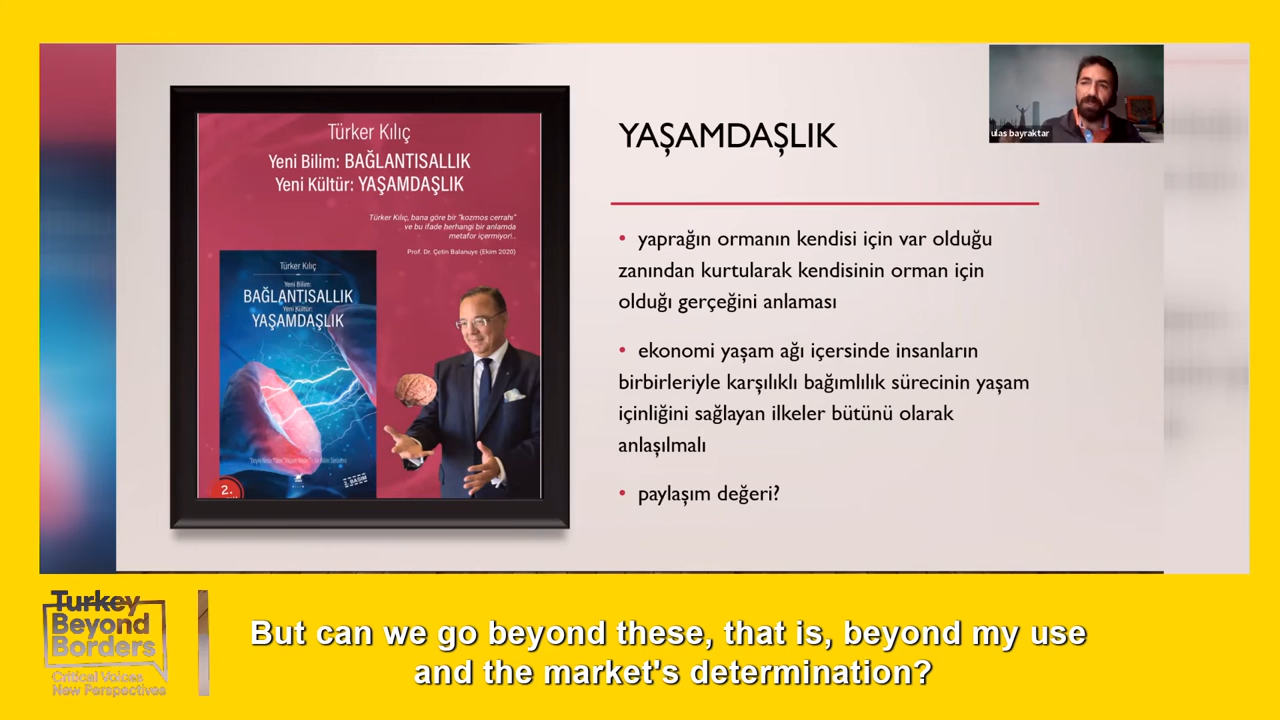 Türker Kılıç
Yeni Bilim: BAĞLANTISALLIK
Yeni Kültür: YAŞAMDAŞLIK
Türker Kılıç, bana göre bir "kozmos cerrahı"
ve bu ifade herhangi bir anlamda
metafor içermiyor!..
Prof. Dr. Çetin Balanuye (Ekim 2020)
Türker Kılıç
Yeni Bilim:
BAĞLANTISALLIK
Yeni Kültür:
YAŞAMDAŞLIK
2. BASIM
2.
YAŞAMDAŞLIK
• yaprağın ormanın kendisi için var olduğu
zanından kurtularak kendisinin orman için
olduğı gerçeğini anlaması
• ekonomi yaşam ağı içersinde insanların
birbirleriyle karşılıklı bağımlılık sürecinin yaşam
içinliğini sağlayan ilkeler bütünü olarak
anlaşılmalı
• paylaşım değeri?
ulas bayraktar
Turkey
Beyond
Borders
Critical Voices
New Perspectives
But can we go beyond these, that is, beyond my use
and the market's determination?